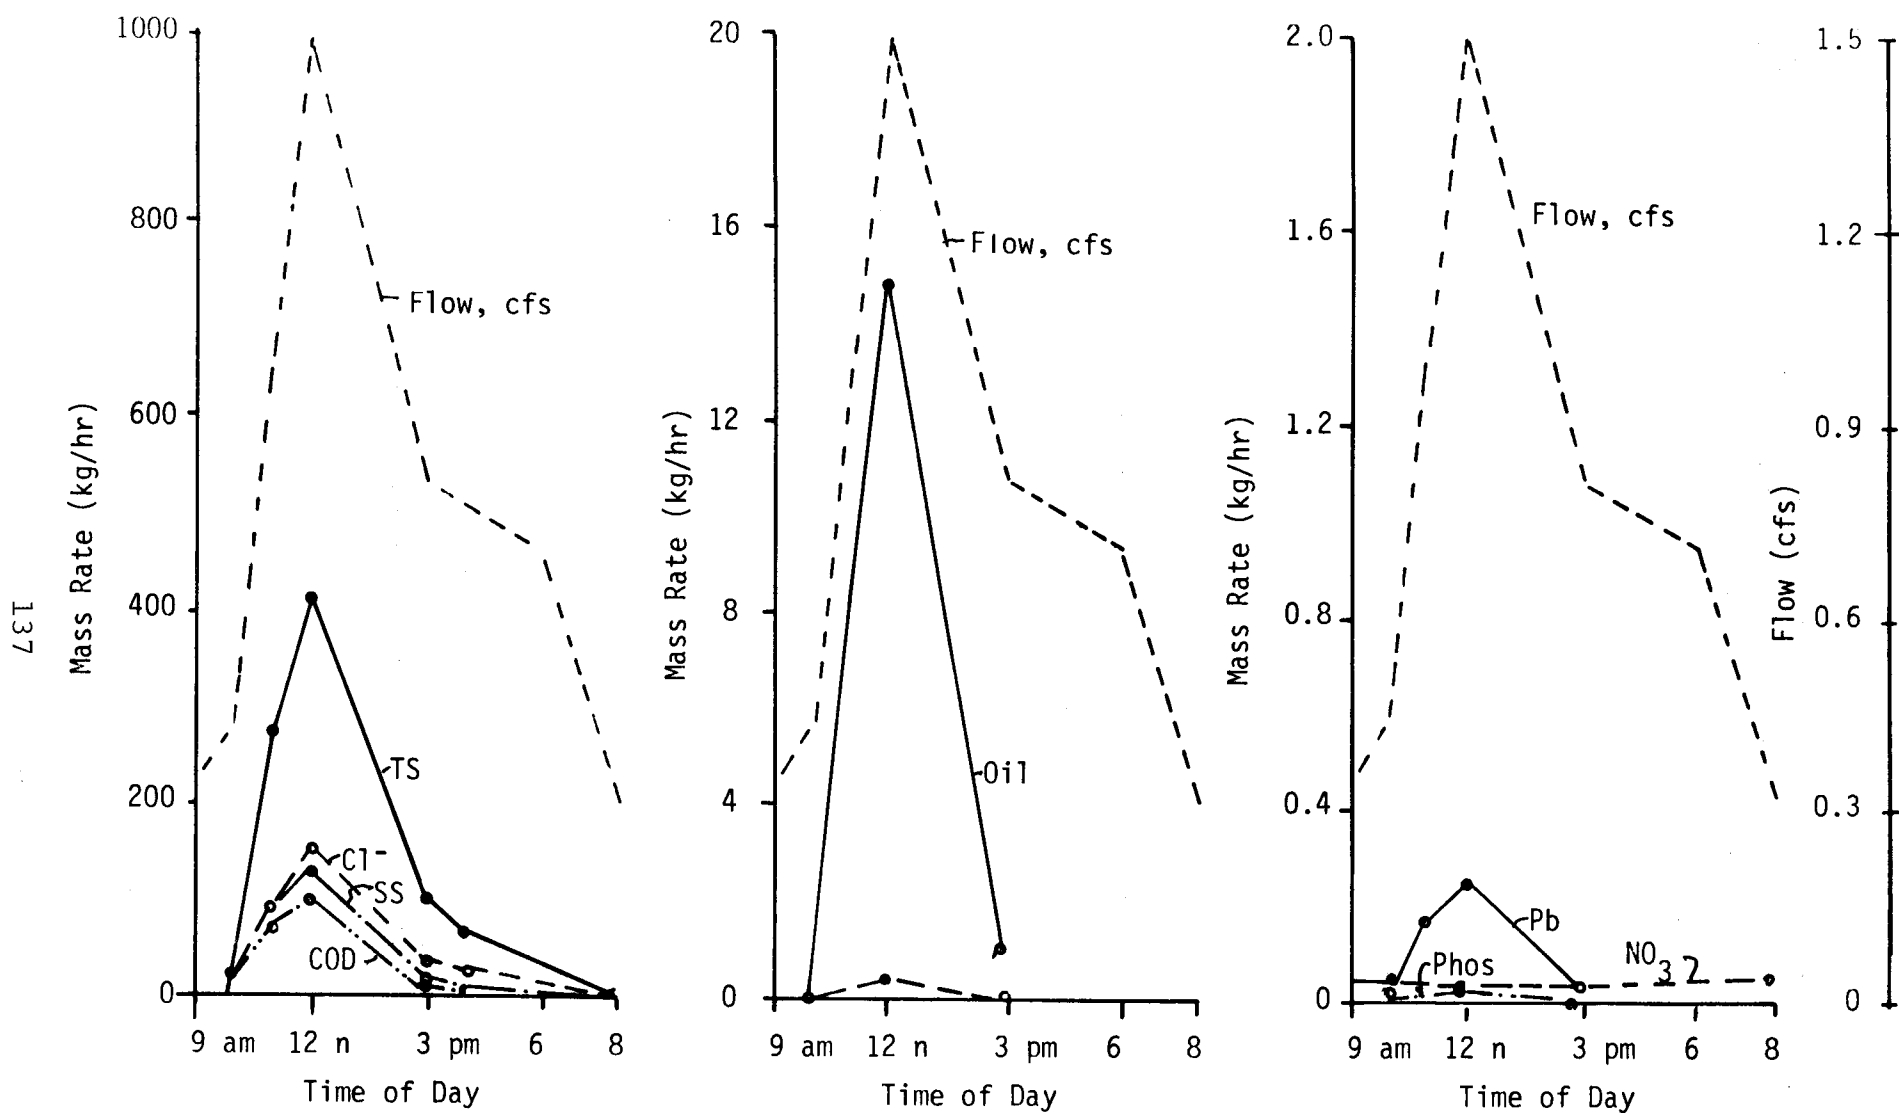 137
Mass Rate (kg/hr)
1000
800
600
400
200
0
Flow, cfs
TS
Cl⁻
SS
COD
9 am 12 n 3 pm 6 8
Time of Day
Mass Rate (kg/hr)
20
16
12
8
4
0
Flow, cfs
Oil
9 am 12 n 3 pm 6 8
Time of Day
Mass Rate (kg/hr)
2.0
1.6
1.2
0.8
0.4
0
Flow, cfs
Pb
Phos
NO3
9 am 12 n 3 pm 6 8
Time of Day
Flow (cfs)
1.5
1.2
0.9
0.6
0.3
0